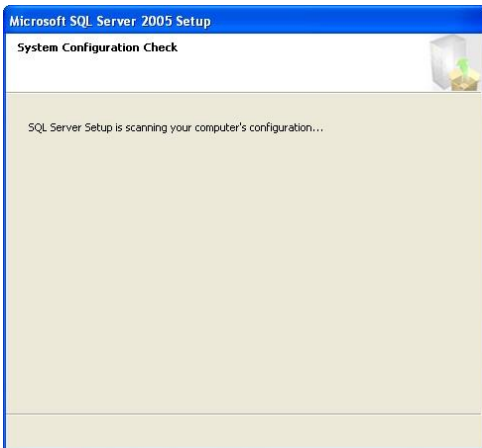 Microsoft SQL Server 2005 Setup
System Configuration Check
SQL Server Setup is scanning your computer's configuration...